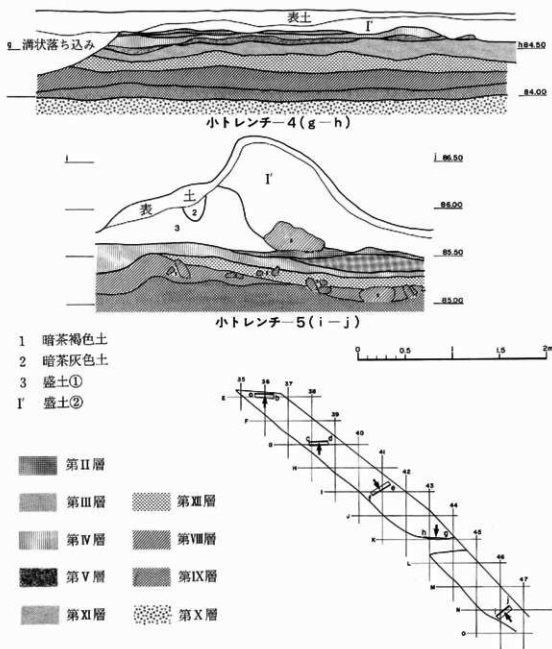 表土
I'
g 溝状落ち込み
h84.50
84.00
小トレンチ―4(g―h)
i
j 86.50
I'
表土
2
86.00
3
85.50
85.00
小トレンチ―5(i―j)
1 暗茶褐色土
2 暗茶灰色土
3 盛土①
I' 盛土②
0 0.5 1 1.5 2m
第II層
第III層
第XII層
第IV層
第VIII層
第V層
第IX層
第XI層
第X層
35
36
37
38
39
40
41
42
43
44
45
46
47
E
F
G
H
I
J
K
L
M
N
O
a
b
c
d
e
h
g
j
i